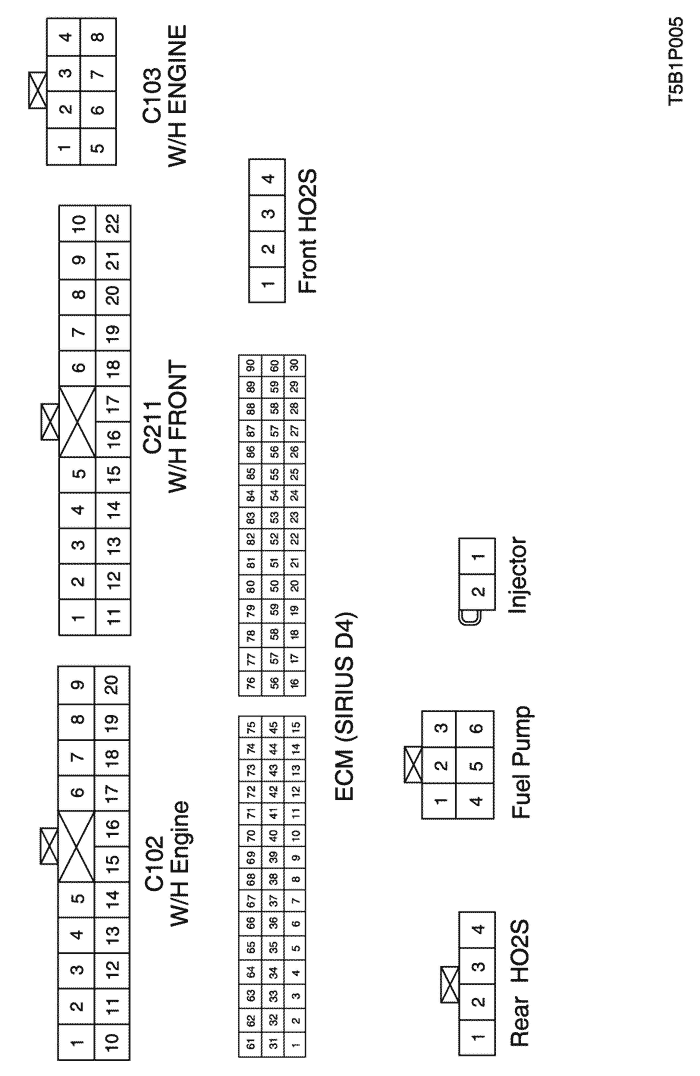 1 2 3 4 5 6 7 8 9
10 11 12 13 14 15 16 17 18 19 20
C102
W/H Engine
1 2 3 4 5 6 7 8 9 10
11 12 13 14 15 16 17 18 19 20 21 22
C211
W/H FRONT
1 2 3 4
5 6 7 8
C103
W/H ENGINE
61 62 63 64 65 66 67 68 69 70 71 72 73 74 75
31 32 33 34 35 36 37 38 39 40 41 42 43 44 45
1 2 3 4 5 6 7 8 9 10 11 12 13 14 15
76 77 78 79 80 81 82 83 84 85 86 87 88 89 90
56 57 58 59 50 51 52 53 54 55 56 57 58 59 60
16 17 18 19 20 21 22 23 24 25 26 27 28 29 30
ECM (SIRIUS D4)
1 2 3 4
Front HO2S
1 2 3 4
Rear HO2S
1 2 3
4 5 6
Fuel Pump
2 1
Injector
T5B1P005